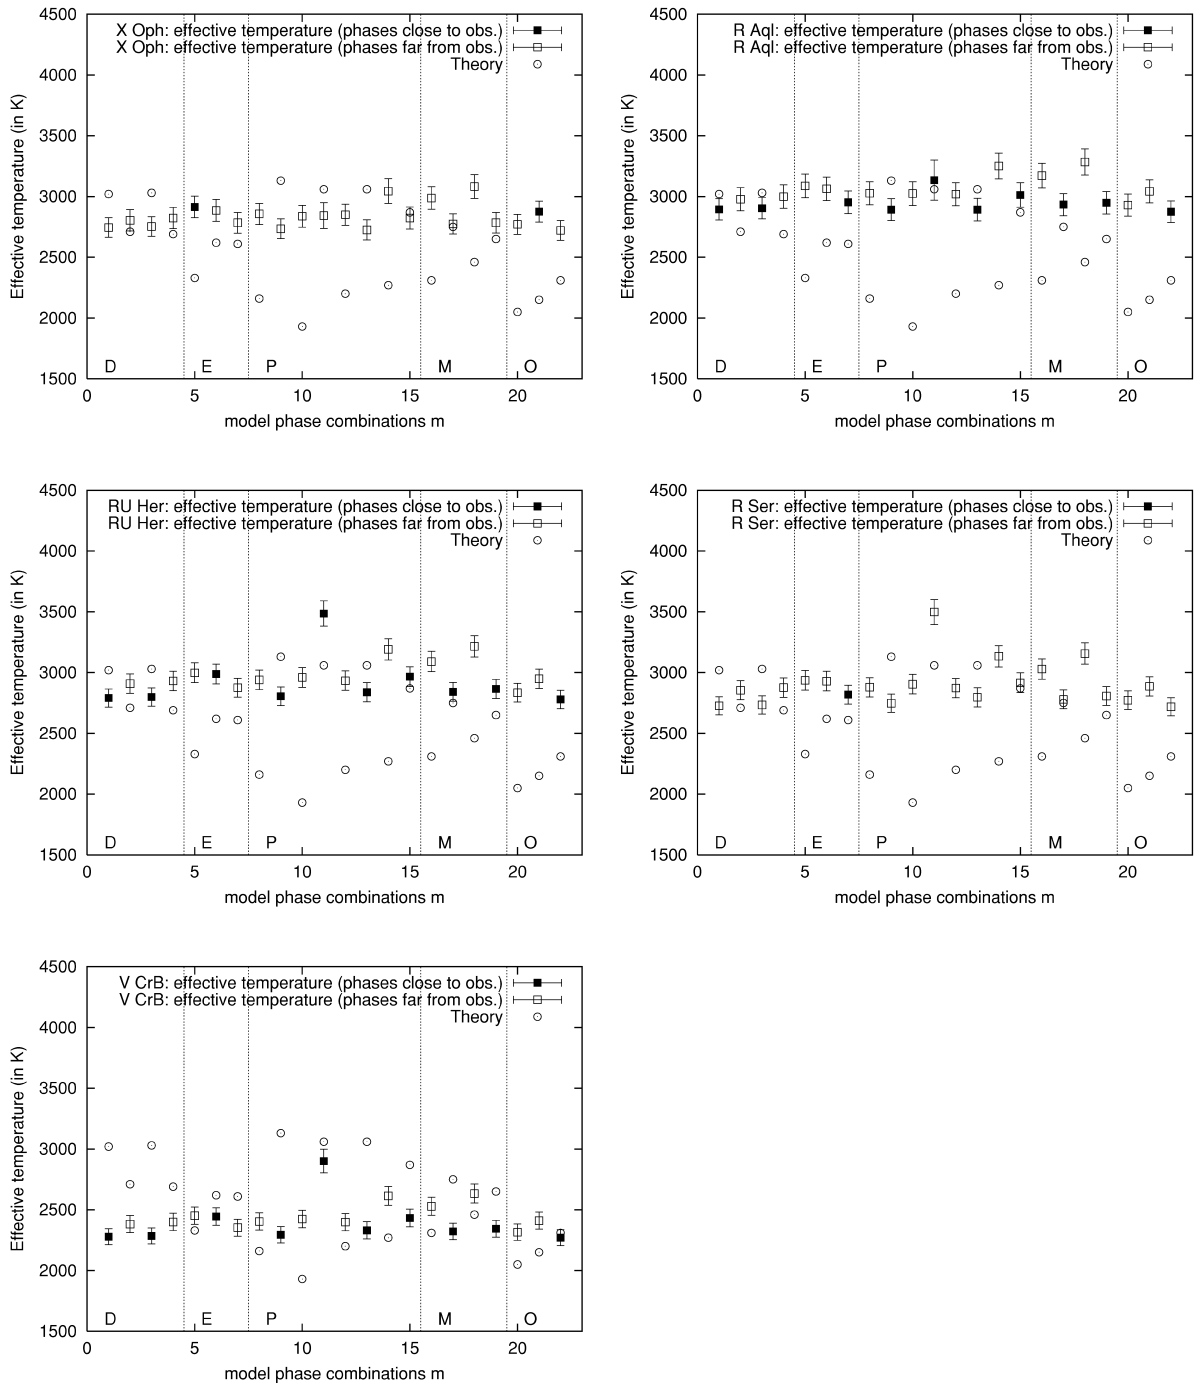 4500
4000
3500
3000
2500
2000
1500
Effective temperature (in K)
X Oph: effective temperature (phases close to obs.)
X Oph: effective temperature (phases far from obs.)
Theory
D E P M O
0 5 10 15 20
model phase combinations m
4500
4000
3500
3000
2500
2000
1500
Effective temperature (in K)
R Aql: effective temperature (phases close to obs.)
R Aql: effective temperature (phases far from obs.)
Theory
D E P M O
0 5 10 15 20
model phase combinations m
4500
4000
3500
3000
2500
2000
1500
Effective temperature (in K)
RU Her: effective temperature (phases close to obs.)
RU Her: effective temperature (phases far from obs.)
Theory
D E P M O
0 5 10 15 20
model phase combinations m
4500
4000
3500
3000
2500
2000
1500
Effective temperature (in K)
R Ser: effective temperature (phases close to obs.)
R Ser: effective temperature (phases far from obs.)
Theory
D E P M O
0 5 10 15 20
model phase combinations m
4500
4000
3500
3000
2500
2000
1500
Effective temperature (in K)
V CrB: effective temperature (phases close to obs.)
V CrB: effective temperature (phases far from obs.)
Theory
D E P M O
0 5 10 15 20
model phase combinations m